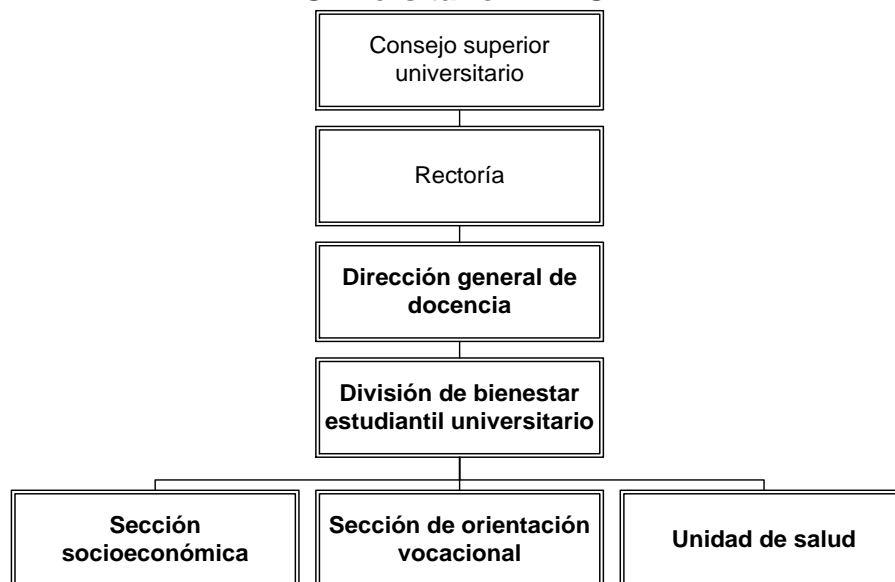 Consejo superior
universitario
Rectoría
Dirección general de
docencia
División de bienestar
estudiantil universitario
Sección
socioeconómica
Sección de orientación
vocacional
Unidad de salud